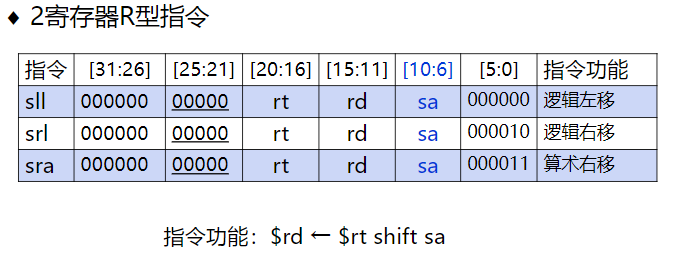 ◆ 2寄存器R型指令
指令 [31:26] [25:21] [20:16] [15:11] [10:6] [5:0] 指令功能
sll 000000 00000 rt rd sa 000000 逻辑左移
srl 000000 00000 rt rd sa 000010 逻辑右移
sra 000000 00000 rt rd sa 000011 算术右移
指令功能：$rd ← $rt shift sa